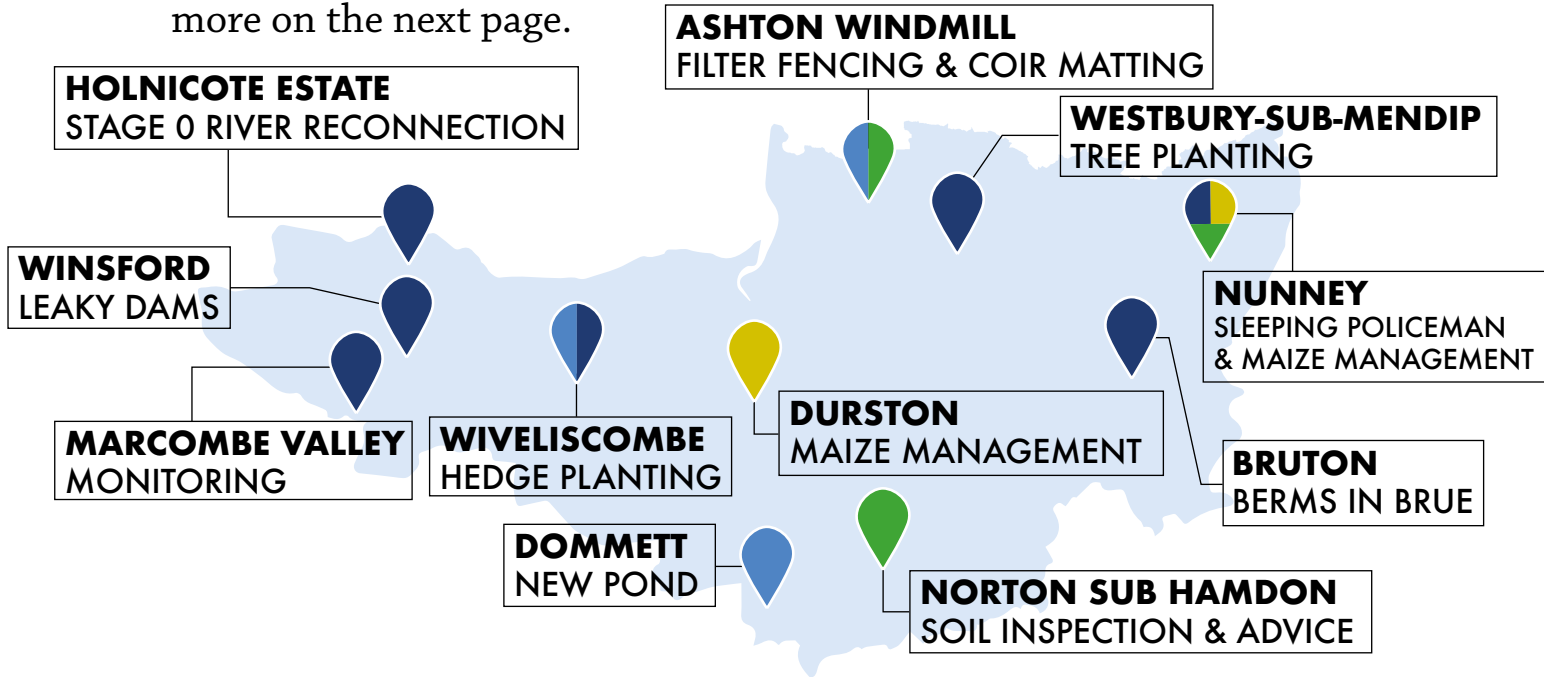 more on the next page.
ASHTON WINDMILL
FILTER FENCING & COIR MATTING
HOLNICOTE ESTATE
STAGE 0 RIVER RECONNECTION
WESTBURY-SUB-MENDIP
TREE PLANTING
WINSFORD
LEAKY DAMS
NUNNEY
SLEEPING POLICEMAN
& MAIZE MANAGEMENT
MARCOMBE VALLEY
MONITORING
WIVELISCOMBE
HEDGE PLANTING
DURSTON
MAIZE MANAGEMENT
BRUTON
BERMS IN BRUE
DOMMETT
NEW POND
NORTON SUB HAMDON
SOIL INSPECTION & ADVICE